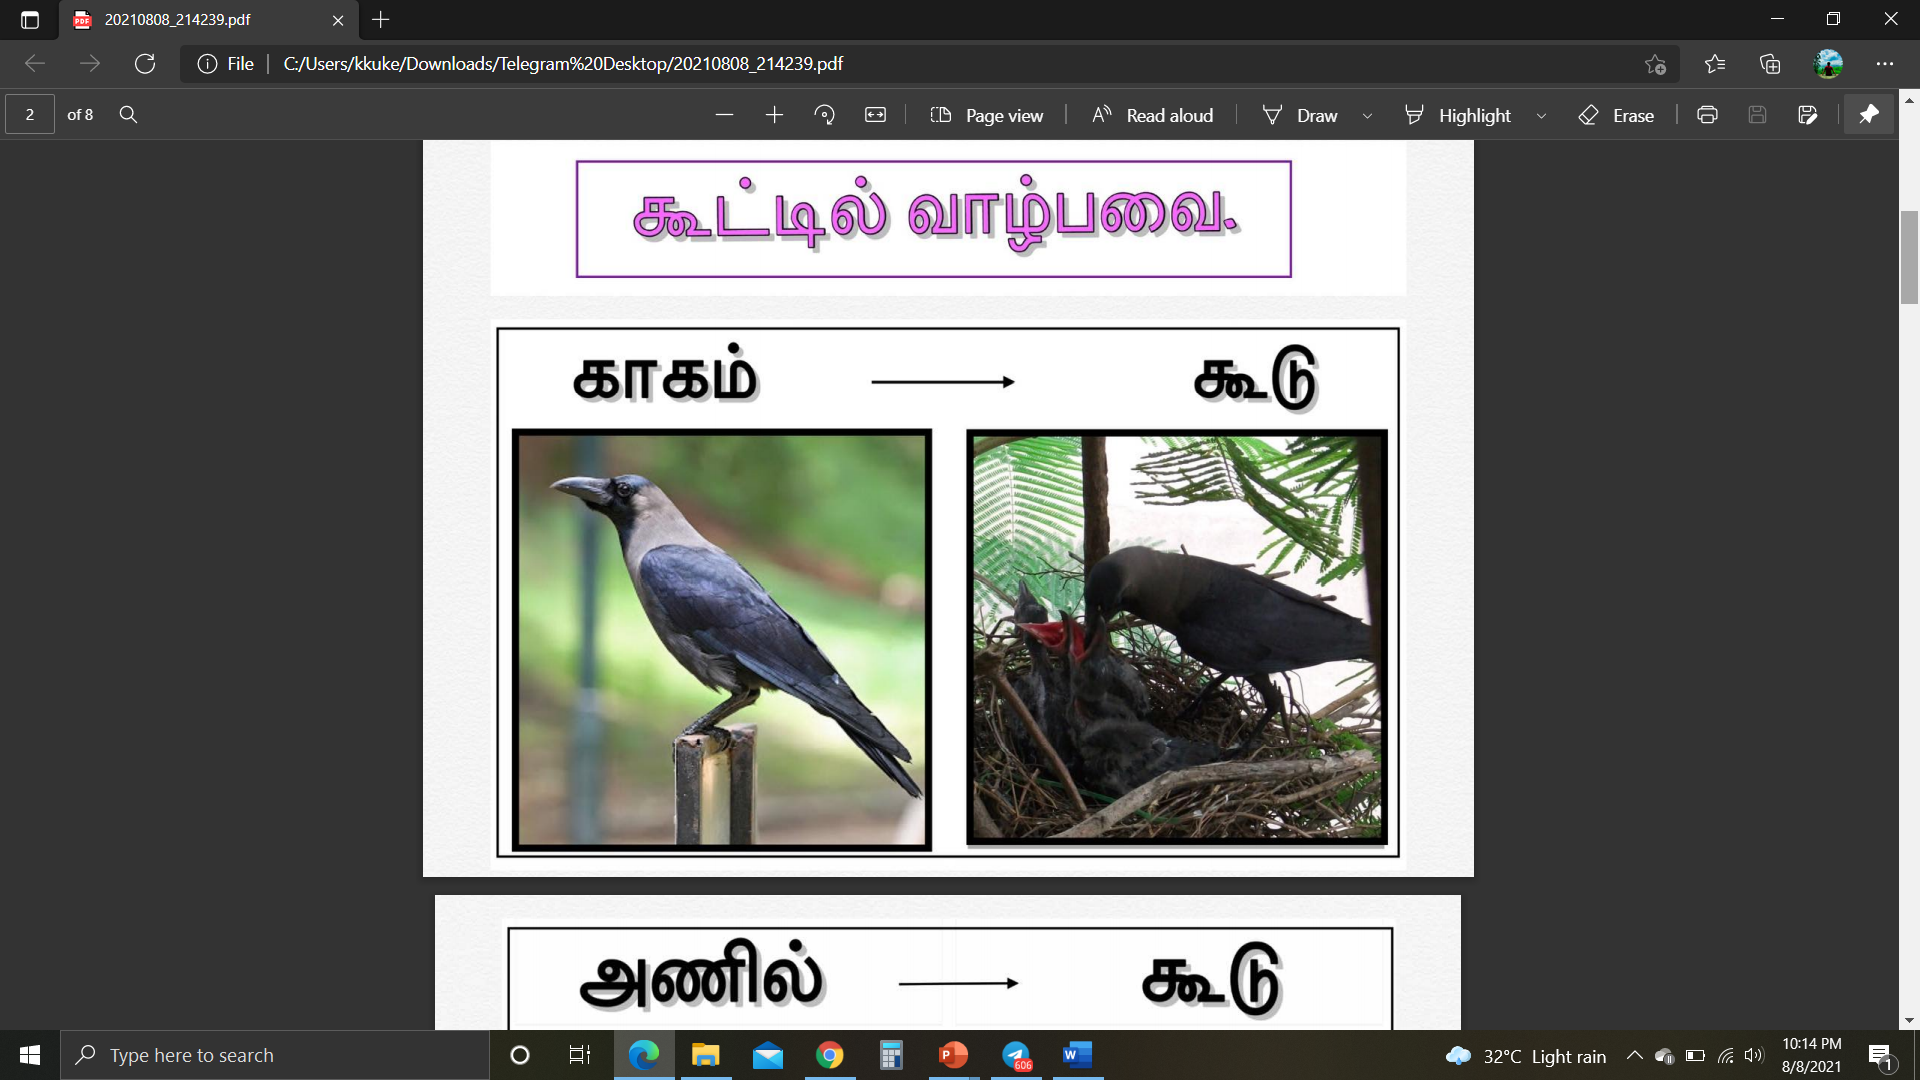 20210808_214239.pdf
File
C:/Users/kkuke/Downloads/Telegram%20Desktop/20210808_214239.pdf
2 of 8
Page view
Read aloud
Draw
Highlight
Erase
கூட்டில் வாழ்பவை.
காகம் → கூடு
அணில் → கூடு
Type here to search
606
32°C Light rain
10:14 PM
8/8/2021
1